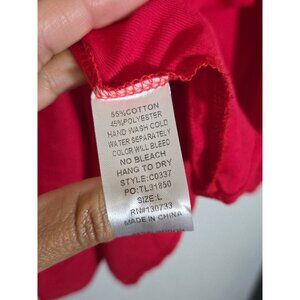 55%COTTON
45%POLYESTER
HAND WASH COLD
WATER SEPARATELY
COLOR WILL BLEED
NO BLEACH
HANG TO DRY
STYLE:C0337
PO:TL31850
SIZE:L
RN#130733
MADE IN CHINA